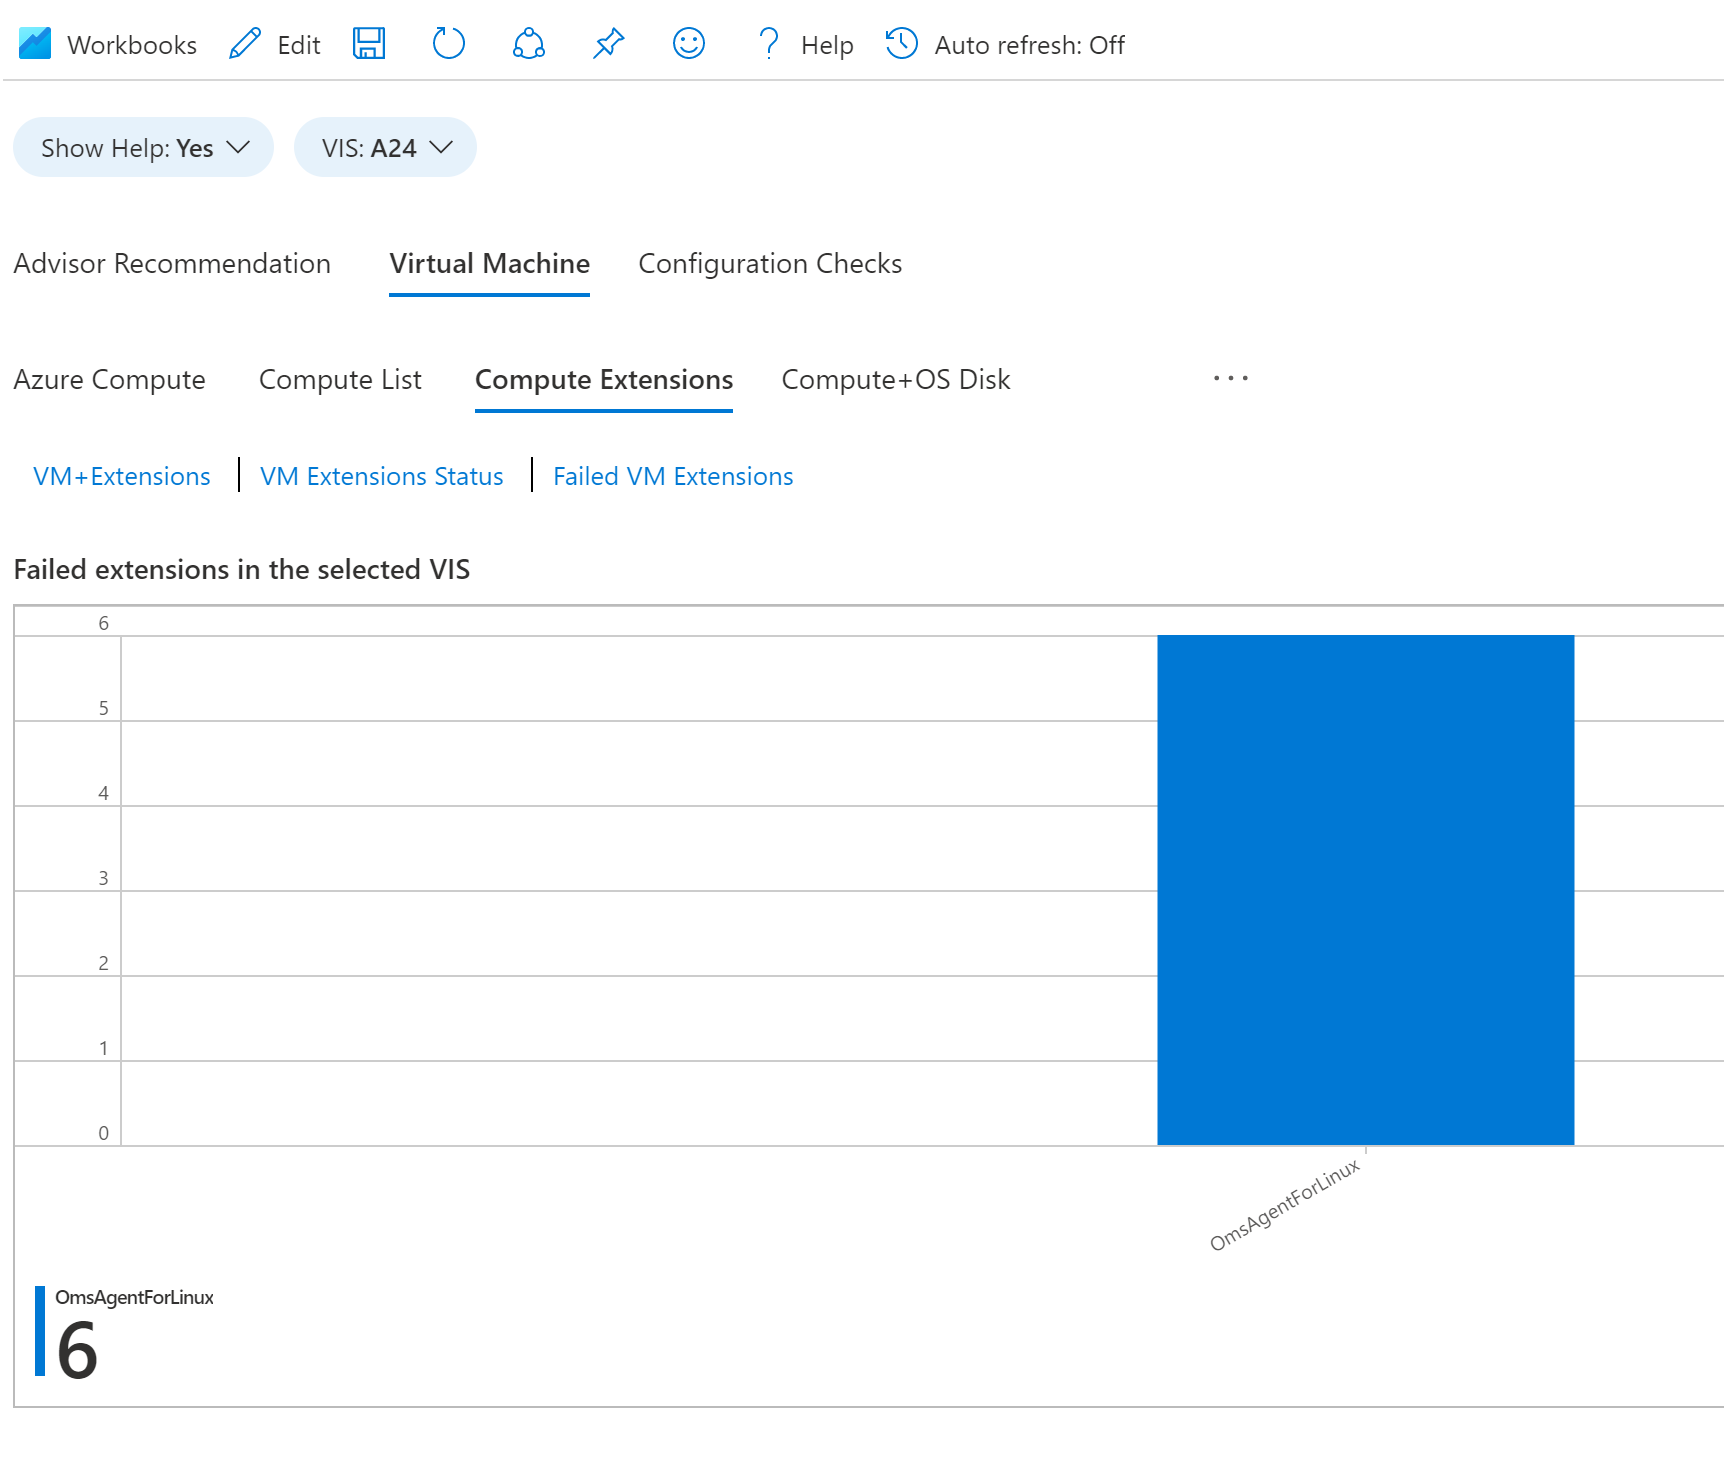 Workbooks Edit Help Auto refresh: Off
Show Help: Yes VIS: A24
Advisor Recommendation Virtual Machine Configuration Checks
Azure Compute Compute List Compute Extensions Compute+OS Disk ...
VM+Extensions VM Extensions Status Failed VM Extensions
Failed extensions in the selected VIS
6
5
4
3
2
1
0
OmsAgentForLinux
OmsAgentForLinux
6